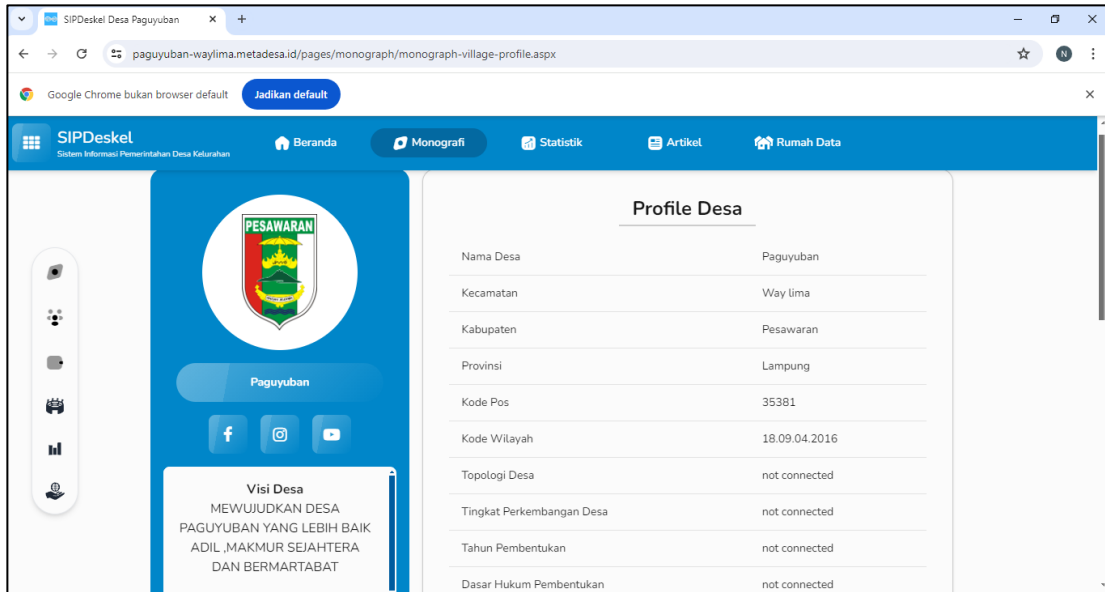 SIPDeskel Desa Paguyuban
paguyuban-waylima.metadesa.id/pages/monograph/monograph-village-profile.aspx
N
Google Chrome bukan browser default
Jadikan default
SIPDeskel
Sistem Informasi Pemerintahan Desa Kelurahan
Beranda
Monografi
Statistik
Artikel
Rumah Data
PESAWARAN
Paguyuban
Visi Desa
MEWUJUDKAN DESA
PAGUYUBAN YANG LEBIH BAIK
ADIL ,MAKMUR SEJAHTERA
DAN BERMARTABAT
Profile Desa
Nama Desa Paguyuban
Kecamatan Way lima
Kabupaten Pesawaran
Provinsi Lampung
Kode Pos 35381
Kode Wilayah 18.09.04.2016
Topologi Desa not connected
Tingkat Perkembangan Desa not connected
Tahun Pembentukan not connected
Dasar Hukum Pembentukan not connected